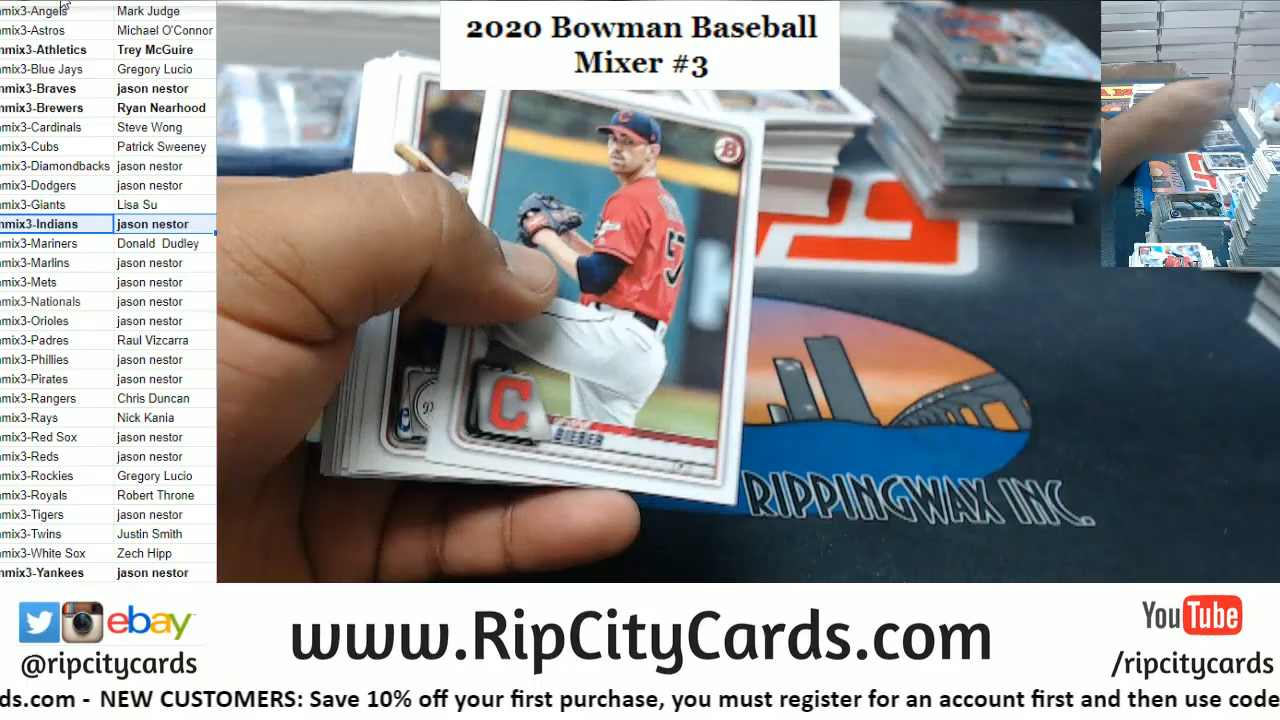 mix3-Angels Mark Judge
mix3-Astros Michael O'Connor
nmix3-Athletics Trey McGuire
mix3-Blue Jays Gregory Lucio
nmix3-Braves jason nestor
nmix3-Brewers Ryan Nearhood
mix3-Cardinals Steve Wong
mix3-Cubs Patrick Sweeney
mix3-Diamondbacks jason nestor
mix3-Dodgers jason nestor
mix3-Giants Lisa Su
nmix3-Indians jason nestor
mix3-Mariners Donald Dudley
mix3-Marlins jason nestor
mix3-Mets jason nestor
mix3-Nationals jason nestor
mix3-Orioles jason nestor
mix3-Padres Raul Vizcarra
mix3-Phillies jason nestor
mix3-Pirates jason nestor
mix3-Rangers Chris Duncan
mix3-Rays Nick Kania
mix3-Red Sox jason nestor
mix3-Reds jason nestor
mix3-Rockies Gregory Lucio
mix3-Royals Robert Throne
mix3-Tigers jason nestor
mix3-Twins Justin Smith
mix3-White Sox Zech Hipp
nmix3-Yankees jason nestor
2020 Bowman Baseball
Mixer #3
B
57
C
BIEBER
RIPPINGWAX INC.
ebay
@ripcitycards
www.RipCityCards.com
YouTube
/ripcitycards
ds.com - NEW CUSTOMERS: Save 10% off your first purchase, you must register for an account first and then use code